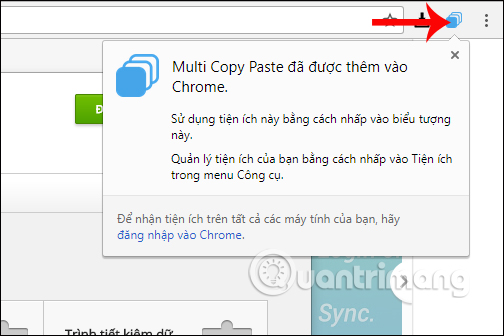 Multi Copy Paste đã được thêm vào
Chrome.
Sử dụng tiện ích này bằng cách nhấp vào biểu tượng
này.
Quản lý tiện ích của bạn bằng cách nhấp vào Tiện ích
trong menu Công cụ.
Để nhận tiện ích trên tất cả các máy tính của bạn, hãy
đăng nhập vào Chrome.
Quantrimang
Sync.
Trình tiết kiệm dữ